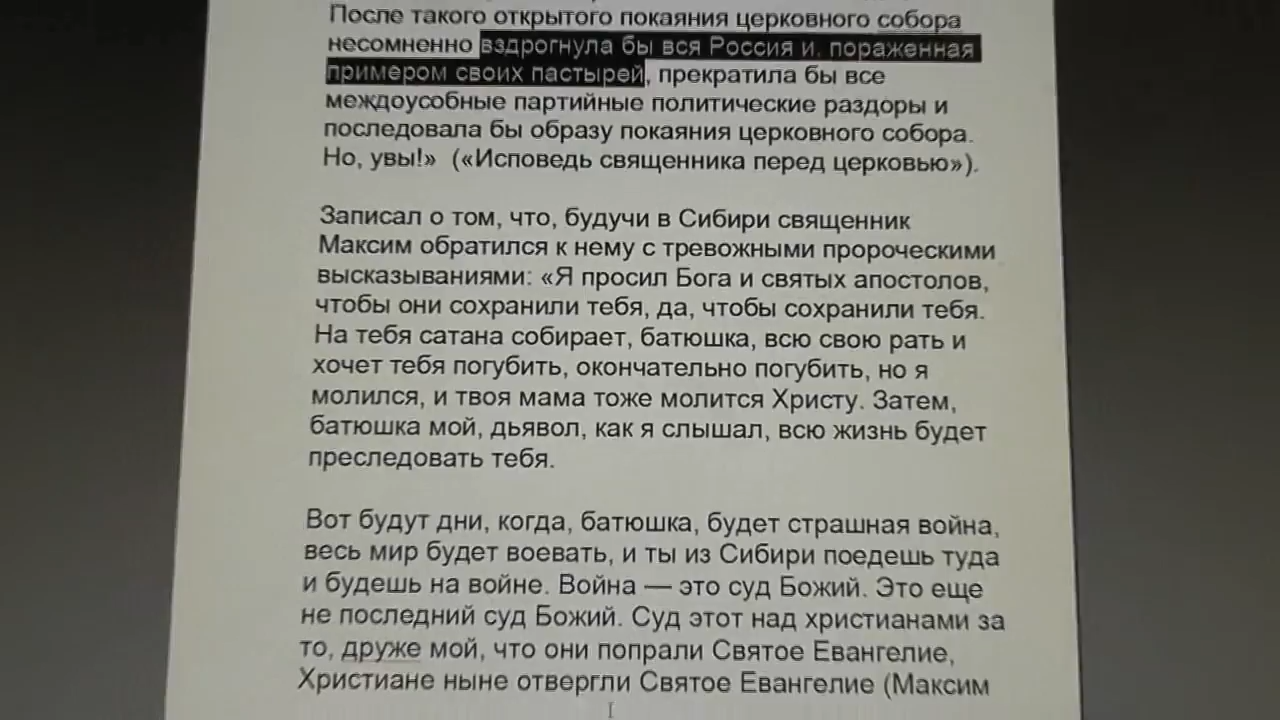 После такого открытого покаяния церковного собора
несомненно вздрогнула бы вся Россия и. пораженная
примером своих пастырей, прекратила бы все
междоусобные партийные политические раздоры и
последовала бы образу покаяния церковного собора.
Но, увы!» («Исповедь священника перед церковью»).
Записал о том, что, будучи в Сибири священник
Максим обратился к нему с тревожными пророческими
высказываниями: «Я просил Бога и святых апостолов,
чтобы они сохранили тебя, да, чтобы сохранили тебя.
На тебя сатана собирает, батюшка, всю свою рать и
хочет тебя погубить, окончательно погубить, но я
молился, и твоя мама тоже молится Христу. Затем,
батюшка мой, дьявол, как я слышал, всю жизнь будет
преследовать тебя.
Вот будут дни, когда, батюшка, будет страшная война,
весь мир будет воевать, и ты из Сибири поедешь туда
и будешь на войне. Война — это суд Божий. Это еще
не последний суд Божий. Суд этот над христианами за
то, друже мой, что они попрали Святое Евангелие,
Христиане ныне отвергли Святое Евангелие (Максим